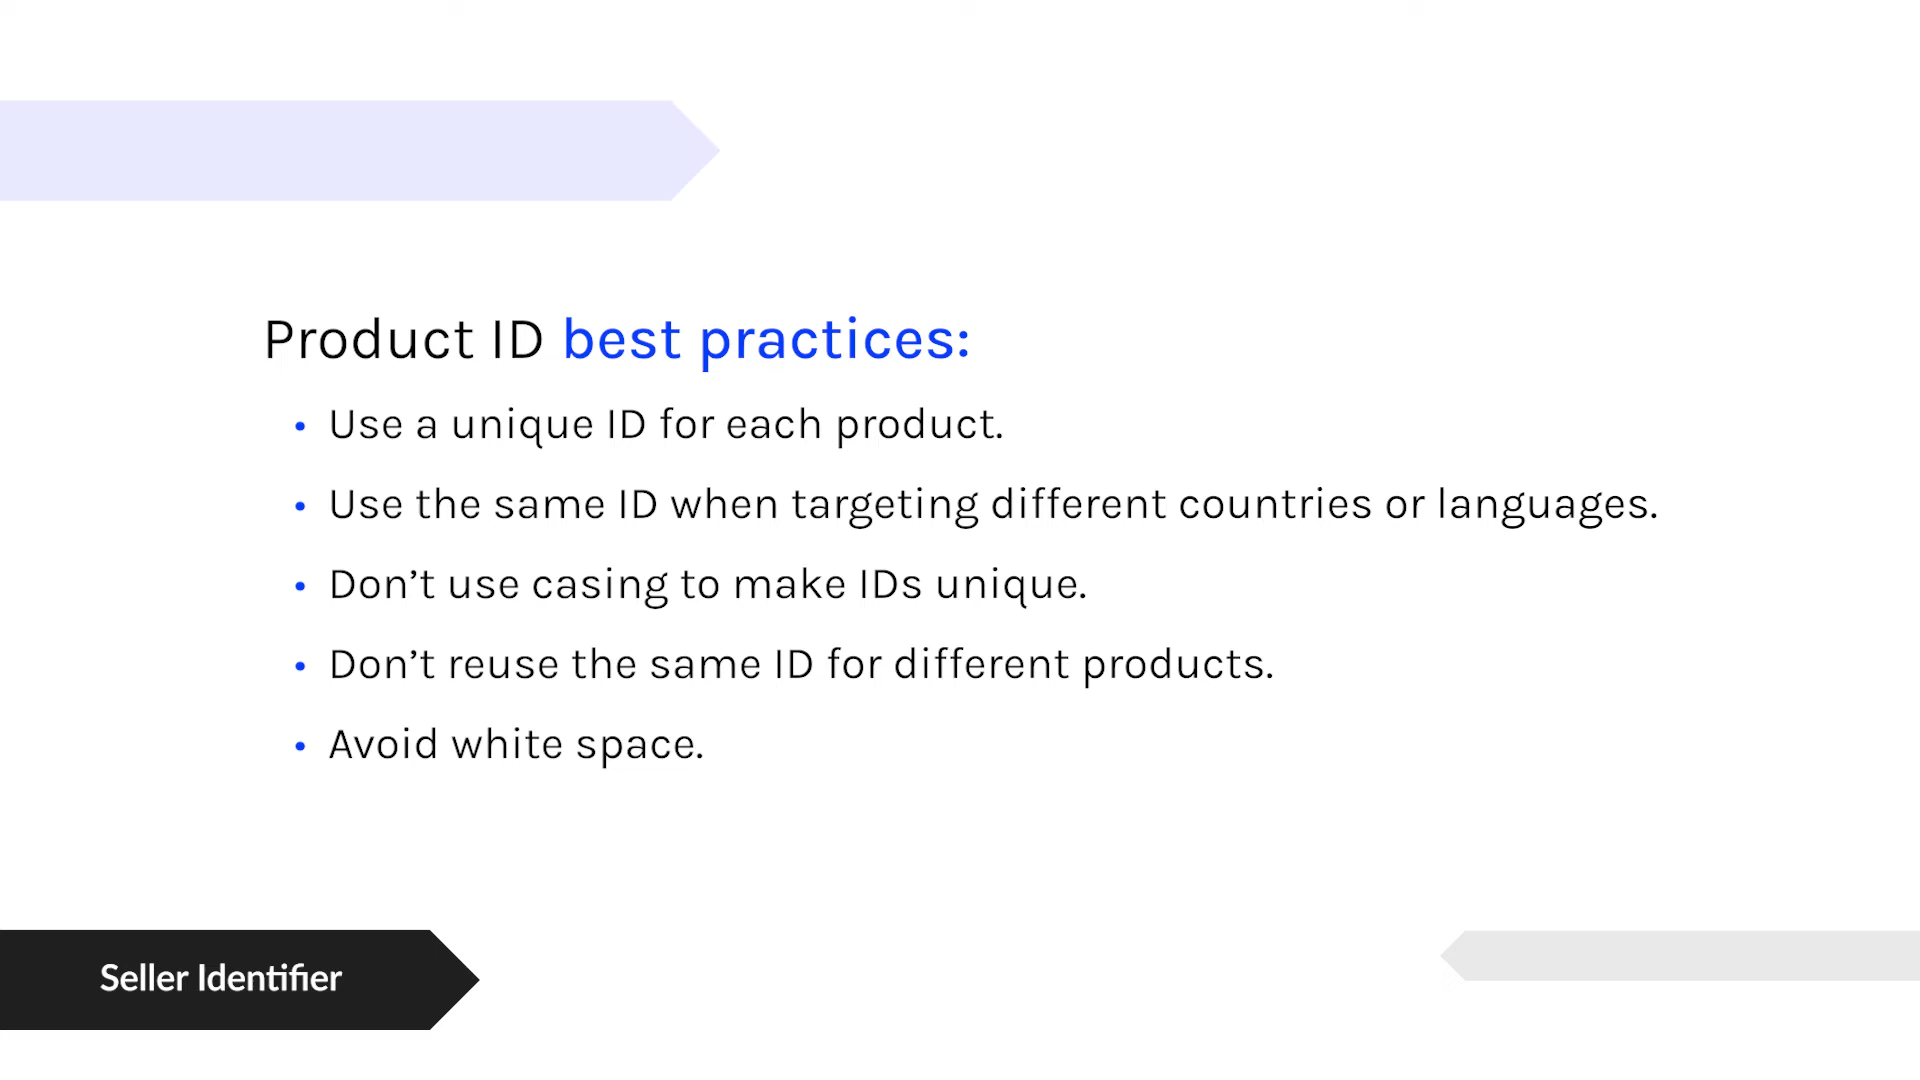 Product ID best practices:
• Use a unique ID for each product.
• Use the same ID when targeting different countries or languages.
• Don’t use casing to make IDs unique.
• Don’t reuse the same ID for different products.
• Avoid white space.
Seller Identifier